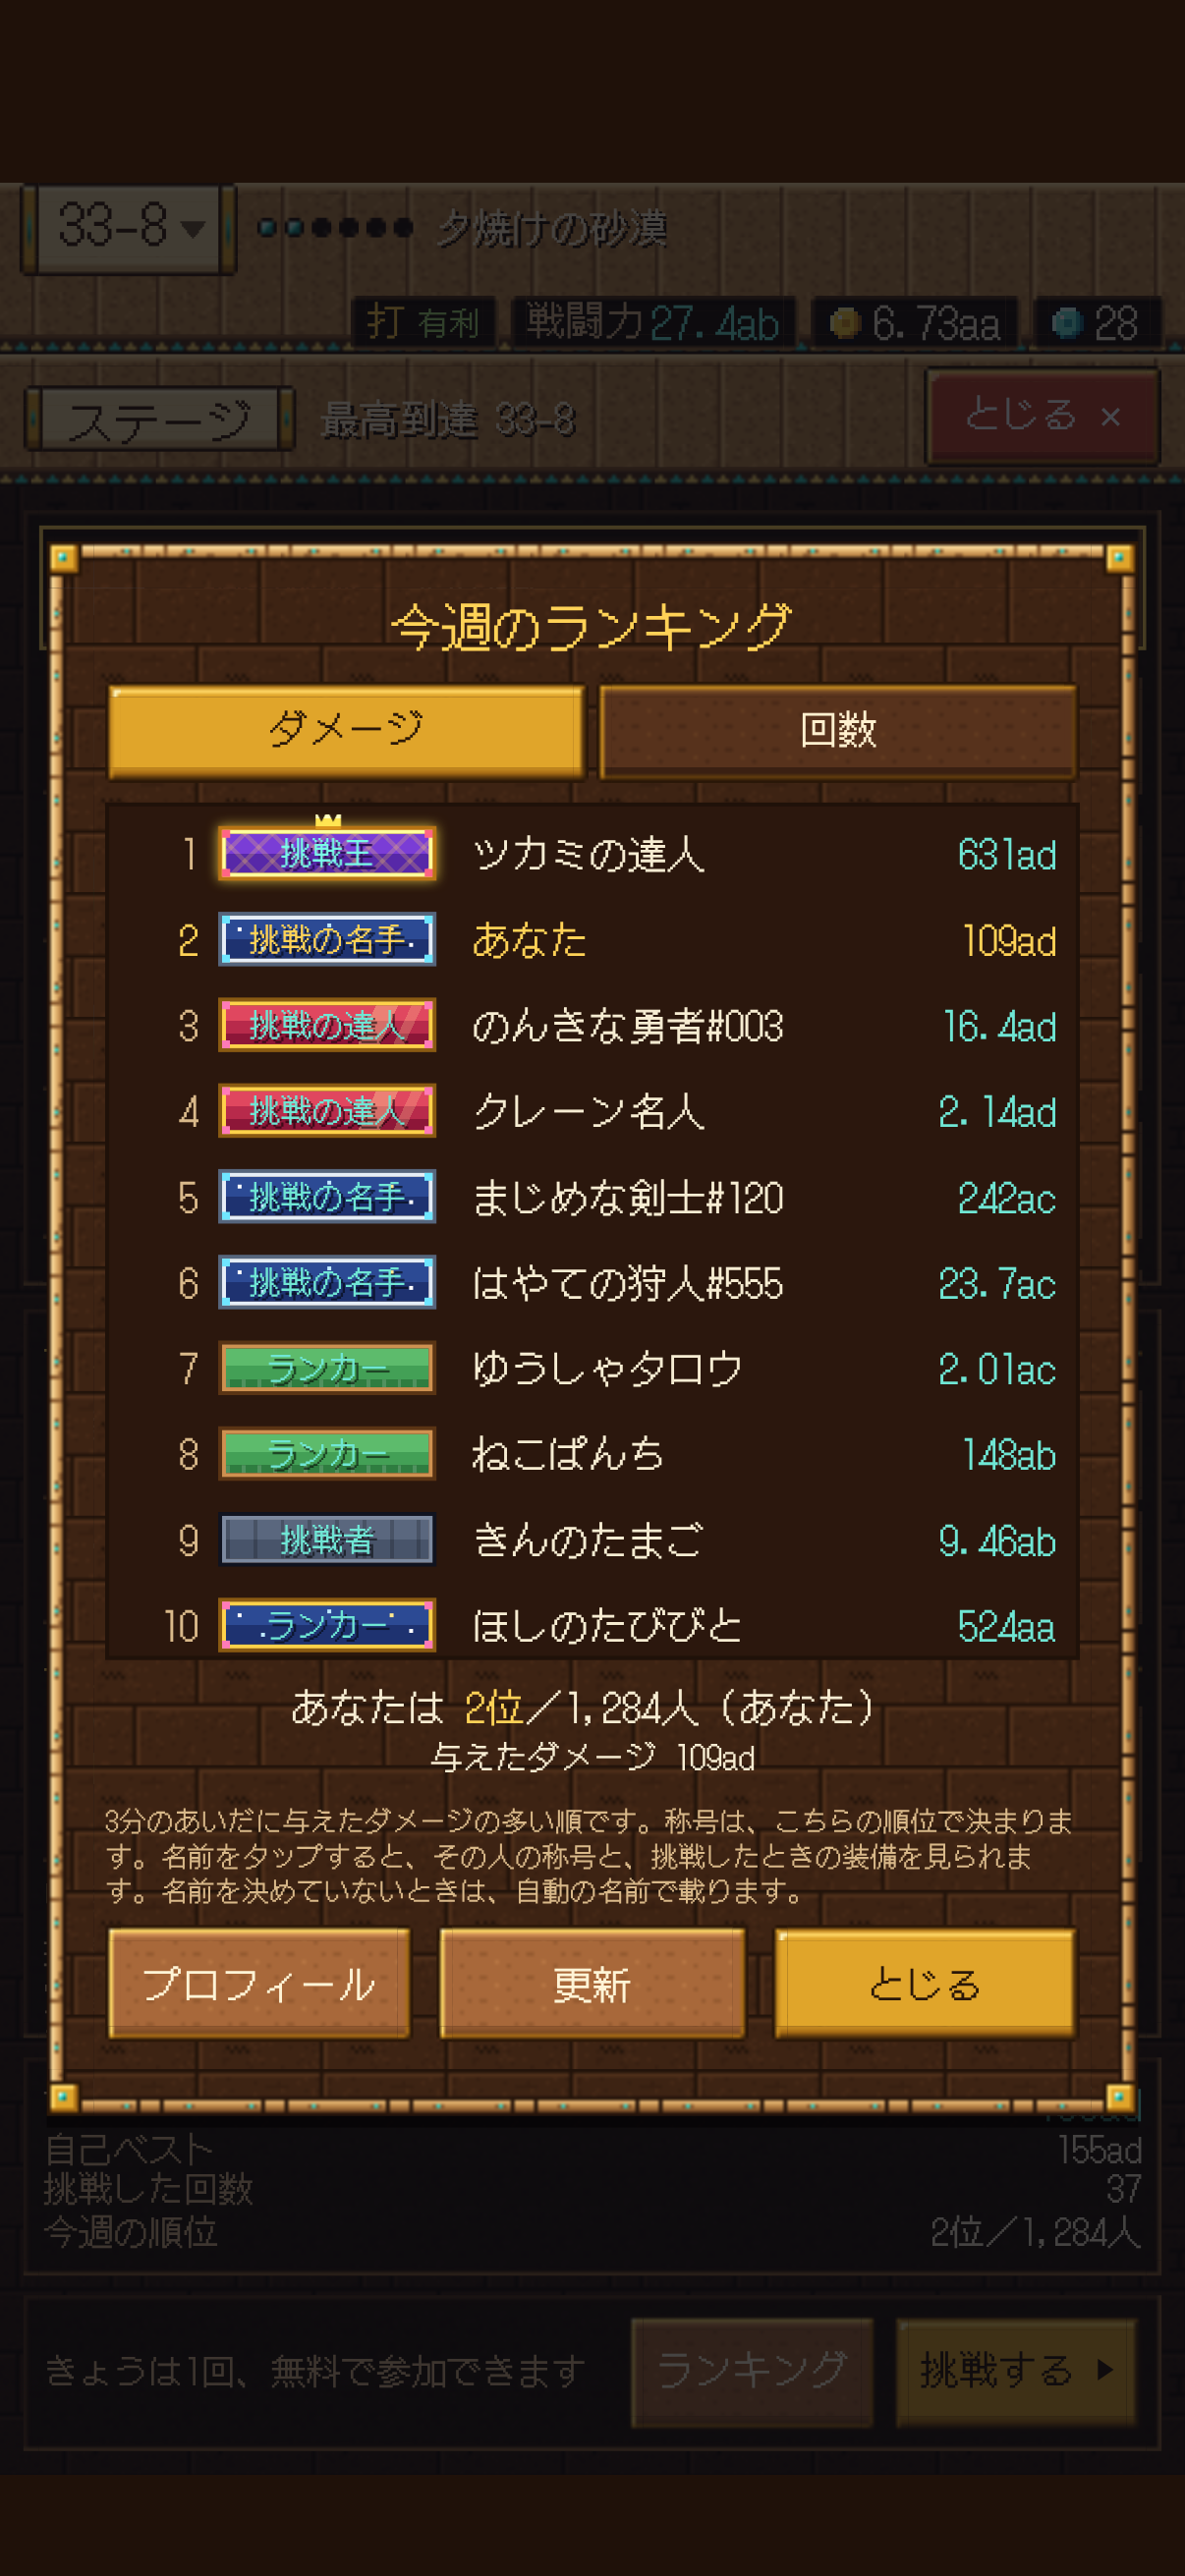 33-8▼ 夕焼けの砂漠
打 有利 戦闘力27.4ab 6.73aa 28
ステージ 最高到達 33-8 とじる ×
今週のランキング
ダメージ 回数
1 挑戦王 ツカミの達人 631ad
2 挑戦の名手 あなた 109ad
3 挑戦の達人 のんきな勇者#003 16.4ad
4 挑戦の達人 クレーン名人 2.14ad
5 挑戦の名手 まじめな剣士#120 242ac
6 挑戦の名手 はやての狩人#555 23.7ac
7 ランカー ゆうしゃタロウ 2.01ac
8 ランカー ねこぱんち 148ab
9 挑戦者 きんのたまご 9.46ab
10 ランカー ほしのたびびと 524aa
あなたは 2位／1,284人（あなた）
与えたダメージ 109ad
3分のあいだに与えたダメージの多い順です。称号は、こちらの順位で決まりま
す。名前をタップすると、その人の称号と、挑戦したときの装備を見られま
す。名前を決めていないときは、自動の名前で載ります。
プロフィール 更新 とじる
自己ベスト 155ad
挑戦した回数 37
今週の順位 2位／1,284人
きょうは1回、無料で参加できます ランキング 挑戦する ▶